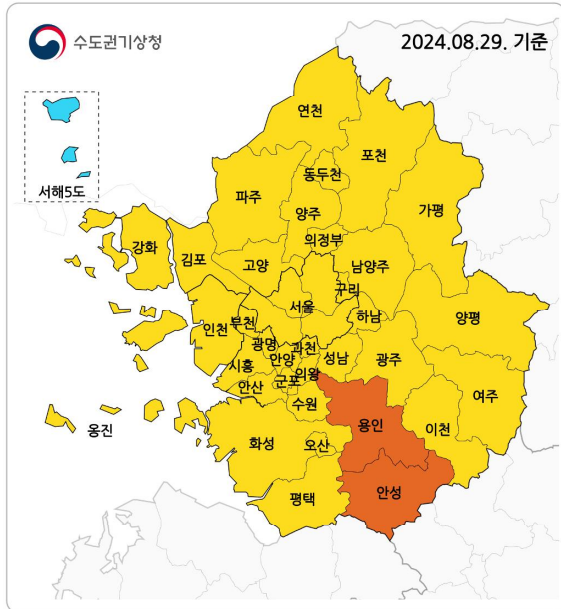 수도권기상청
2024.08.29. 기준
서해5도
연천
포천
동두천
파주
양주
가평
의정부
강화
김포
고양
남양주
구리
서울
인천
부천
하남
양평
광명
과천
안양
성남
광주
시흥
의왕
안산
군포
수원
여주
용인
이천
옹진
화성
오산
평택
안성